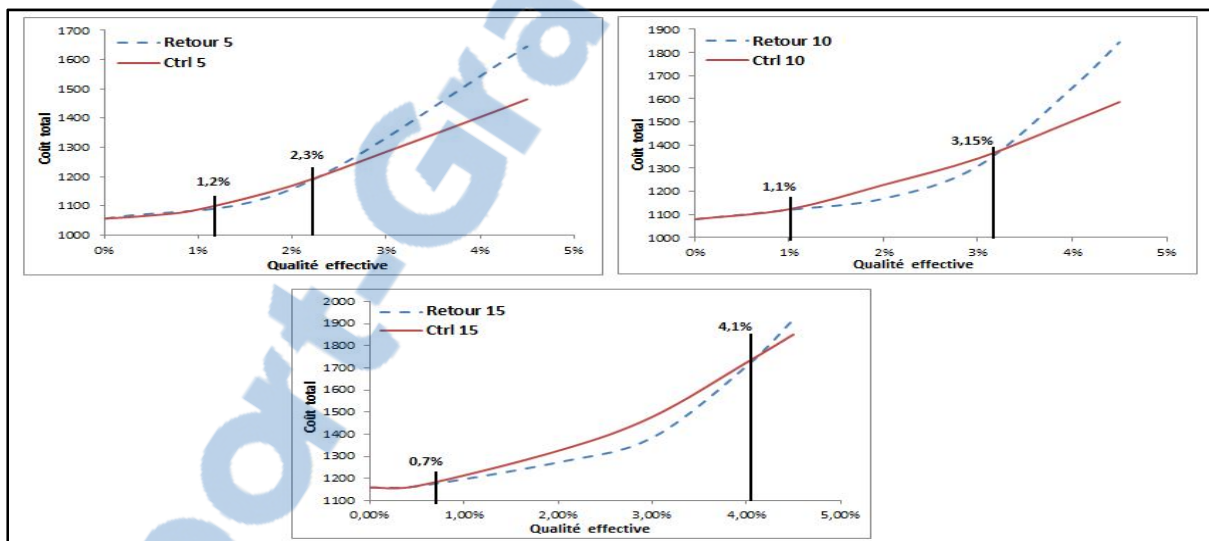 1700
1600
1500
1400
1300
1200
1100
1000
Coût total
Retour 5
Ctrl 5
1,2%
2,3%
0% 1% 2% 3% 4% 5%
Qualité effective
1900
1800
1700
1600
1500
1400
1300
1200
1100
1000
Coût total
Retour 10
Ctrl 10
1,1%
3,15%
0% 1% 2% 3% 4% 5%
Qualité effective
2000
1900
1800
1700
1600
1500
1400
1300
1200
1100
Coût total
Retour 15
Ctrl 15
0,7%
4,1%
0,00% 1,00% 2,00% 3,00% 4,00% 5,00%
Qualité effective
ort-Gra